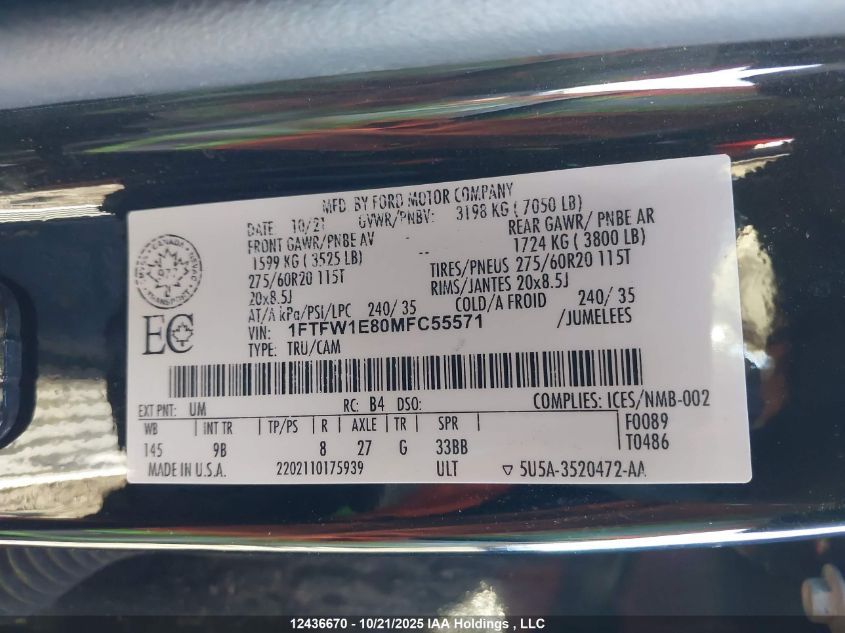 MFD. BY FORD MOTOR COMPANY
DATE 10/21 GVWR/PNBV: 3198 KG ( 7050 LB)
FRONT GAWR/PNBE AV -- REAR GAWR/ PNBE AR
1599 KG ( 3525 LB) 1724 KG ( 3800 LB)
275/60R20 115T TIRES/PNEUS 275/60R20 115T
20x8.5J RIMS/JANTES 20x8.5J
AT/A kPa/PSI/LPC 240/ 35 COLD/A FROID 240/ 35
VIN: 1FTFW1E80MFC55571 /JUMELEES
TYPE: TRU/CAM
EC
CANADA
TRANSPORT
EXT PNT: UM RC: B4 DSO: COMPLIES: ICES/NMB-002
WB INT TR TP/PS R AXLE TR SPR F0089
145 9B 8 27 G 33BB T0486
MADE IN U.S.A. 2202110175939 ULT ▽ 5U5A-3520472-AA
12436670 - 10/21/2025 IAA Holdings , LLC